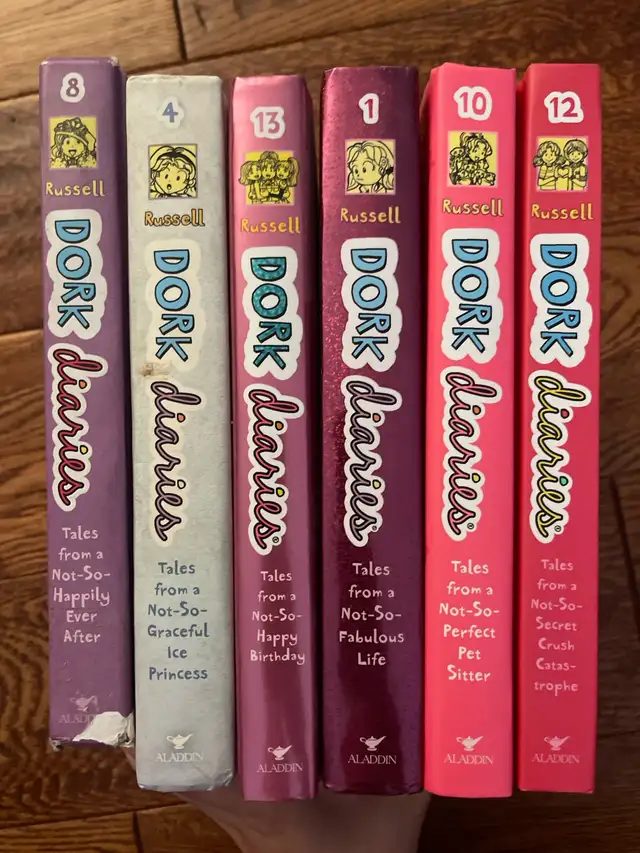 8
Russell
DORK
diaries
Tales
from a
Not-So-
Happily
Ever
After
ALADDIN
4
Russell
DORK
diaries
Tales
from a
Not-So-
Graceful
Ice
Princess
ALADDIN
13
Russell
DORK
diaries®
Tales
from a
Not-So-
Happy
Birthday
ALADDIN
1
Russell
DORK
diaries®
Tales
from a
Not-So-
Fabulous
Life
ALADDIN
10
Russell
DORK
diaries®
Tales
from a
Not-So-
Perfect
Pet
Sitter
ALADDIN
12
Russell
DORK
diaries®
Tales
from a
Not-So-
Secret
Crush
Catas-
trophe
ALADDIN